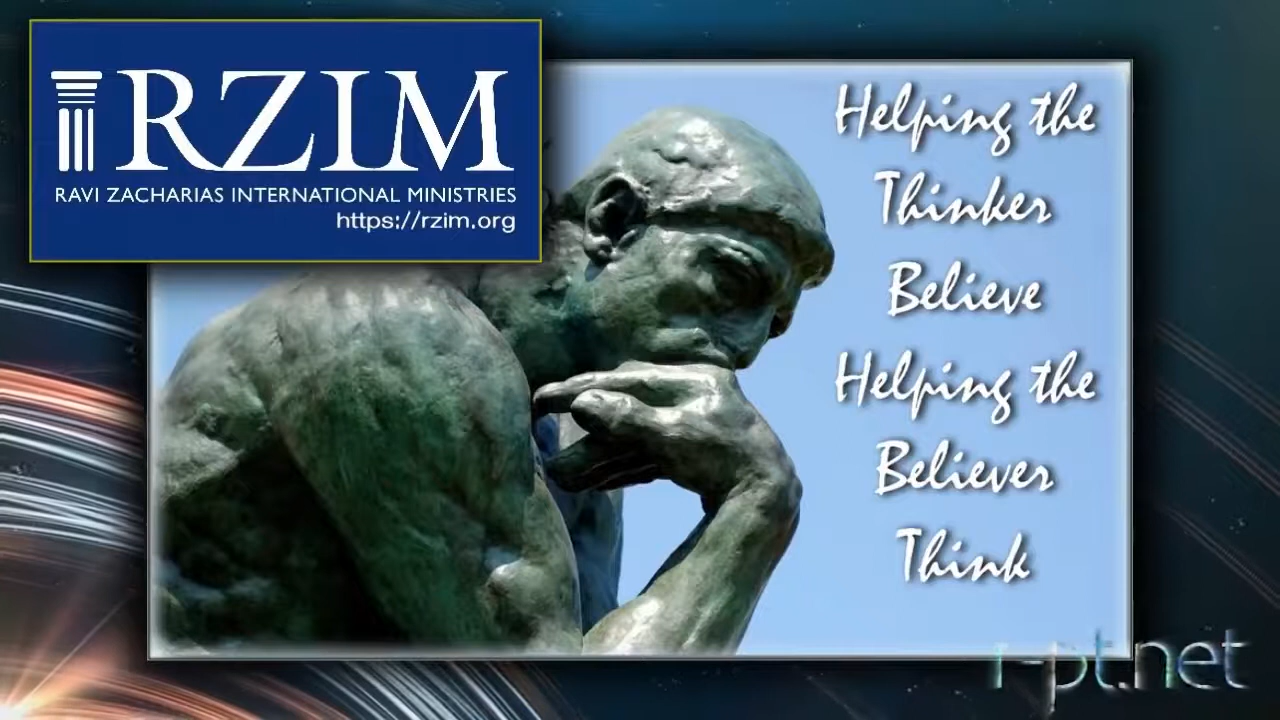 RZIM
RAVI ZACHARIAS INTERNATIONAL MINISTRIES
https://rzim.org
Helping the
Thinker
Believe
Helping the
Believer
Think
r-pt.net